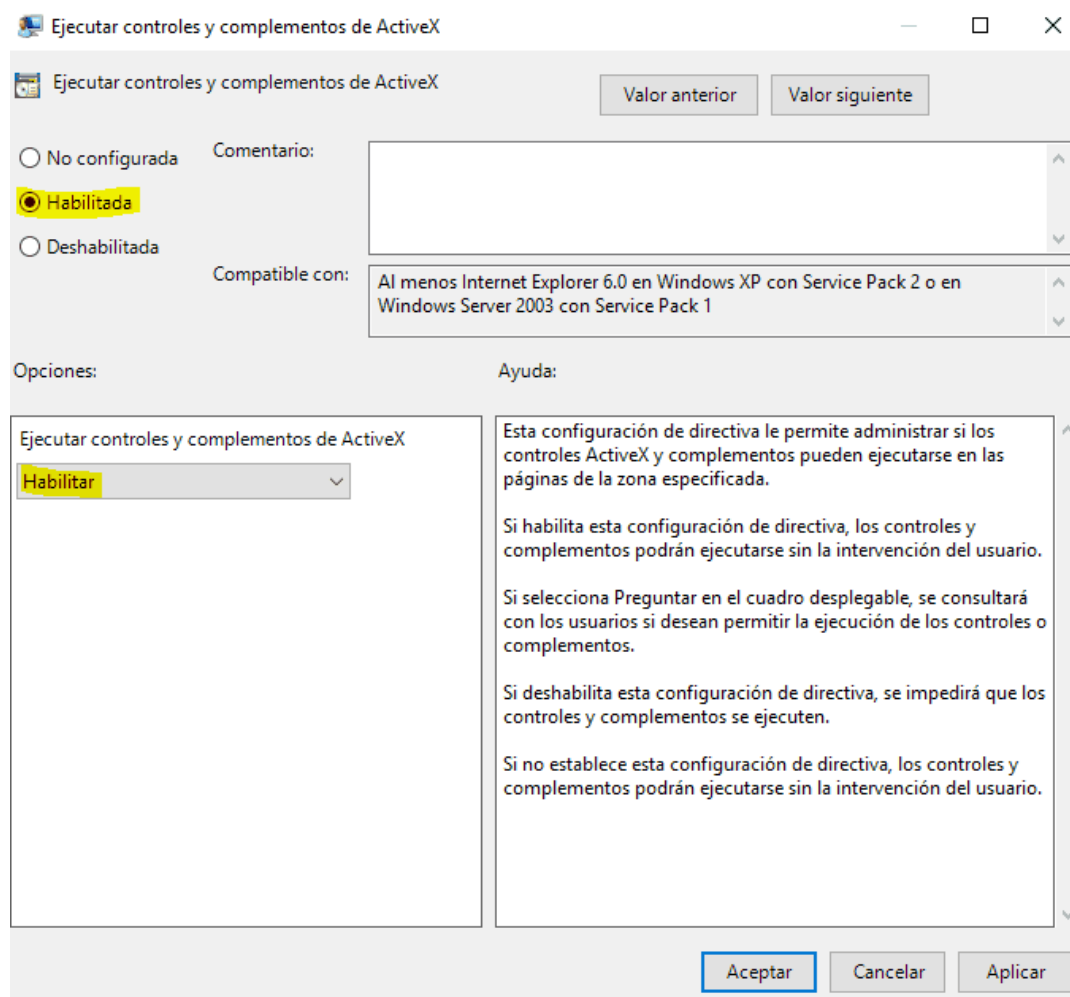 Ejecutar controles y complementos de ActiveX
Ejecutar controles y complementos de ActiveX
Valor anterior
Valor siguiente
No configurada
Comentario:
Habilitada
Deshabilitada
Compatible con:
Al menos Internet Explorer 6.0 en Windows XP con Service Pack 2 o en
Windows Server 2003 con Service Pack 1
Opciones:
Ayuda:
Ejecutar controles y complementos de ActiveX
Habilitar
Esta configuración de directiva le permite administrar si los
controles ActiveX y complementos pueden ejecutarse en las
páginas de la zona especificada.
Si habilita esta configuración de directiva, los controles y
complementos podrán ejecutarse sin la intervención del usuario.
Si selecciona Preguntar en el cuadro desplegable, se consultará
con los usuarios si desean permitir la ejecución de los controles o
complementos.
Si deshabilita esta configuración de directiva, se impedirá que los
controles y complementos se ejecuten.
Si no establece esta configuración de directiva, los controles y
complementos podrán ejecutarse sin la intervención del usuario.
Aceptar
Cancelar
Aplicar